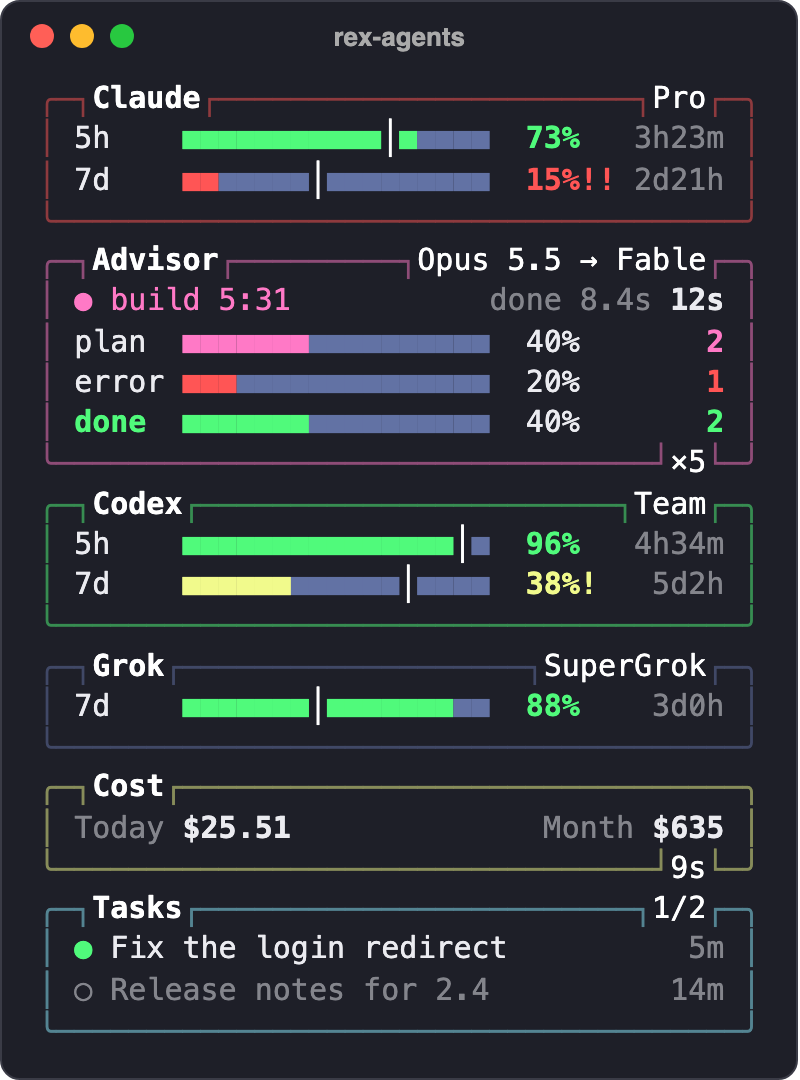 rex-agents
Claude Pro
5h 73% 3h23m
7d 15%!! 2d21h
Advisor Opus 5.5 → Fable
● build 5:31 done 8.4s 12s
plan 40% 2
error 20% 1
done 40% 2
×5
Codex Team
5h 96% 4h34m
7d 38%! 5d2h
Grok SuperGrok
7d 88% 3d0h
Cost
Today $25.51 Month $635
9s
Tasks 1/2
● Fix the login redirect 5m
○ Release notes for 2.4 14m